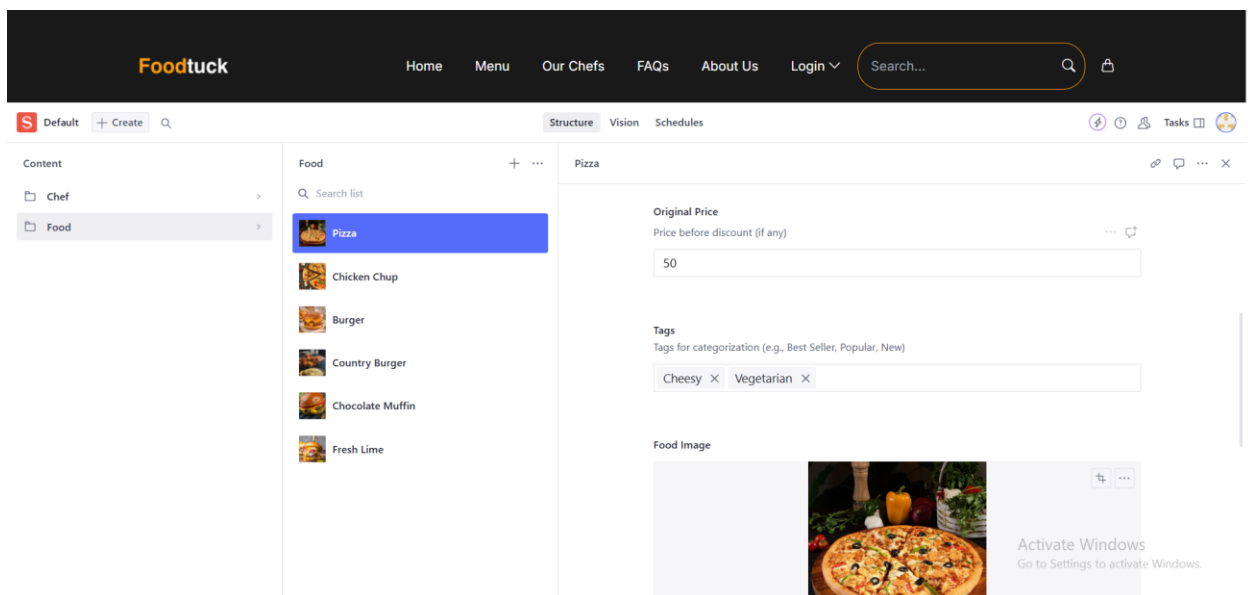 Foodtuck
Home Menu Our Chefs FAQs About Us Login Search...
S Default + Create Structure Vision Schedules Tasks
Content
Chef
Food
Food
Search list
Pizza
Chicken Chup
Burger
Country Burger
Chocolate Muffin
Fresh Lime
Pizza
Original Price
Price before discount (if any)
50
Tags
Tags for categorization (e.g., Best Seller, Popular, New)
Cheesy Vegetarian
Food Image
Activate Windows
Go to Settings to activate Windows.